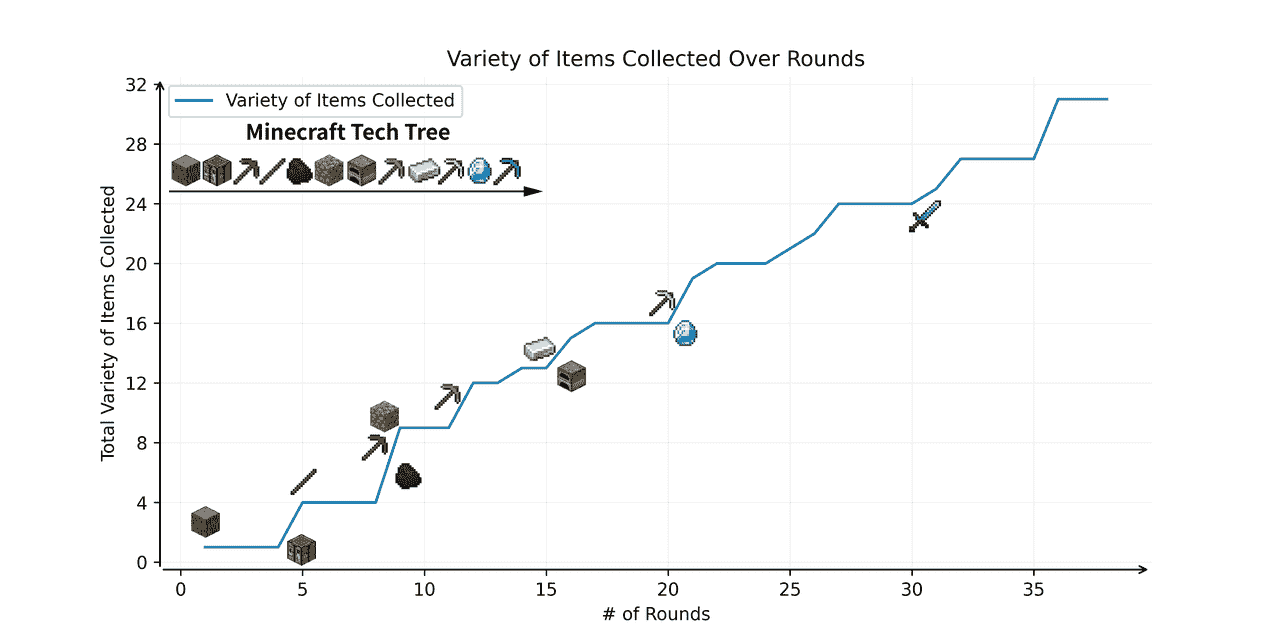 Variety of Items Collected Over Rounds
Variety of Items Collected
Minecraft Tech Tree
Total Variety of Items Collected
32
28
24
20
16
12
8
4
0
0 5 10 15 20 25 30 35
# of Rounds